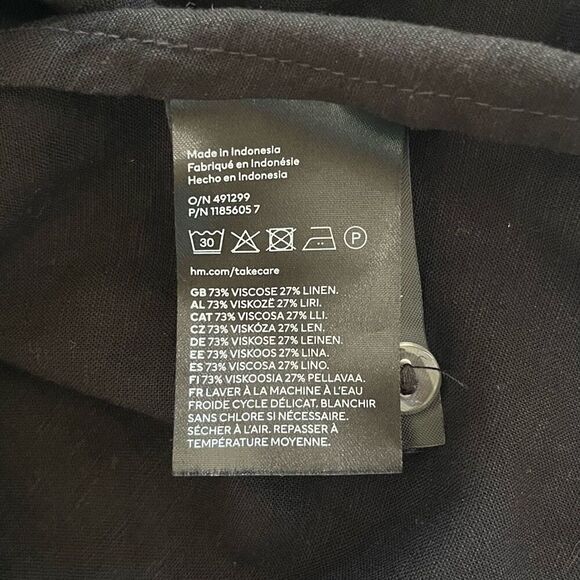 Made in Indonesia
Fabriqué en Indonésie
Hecho en Indonesia
O/N 491299
P/N 1185605 7
30
P
hm.com/takecare
GB 73% VISCOSE 27% LINEN.
AL 73% VISKOZË 27% LIRI.
CAT 73% VISCOSA 27% LLI.
CZ 73% VISKÓZA 27% LEN.
DE 73% VISKOSE 27% LEINEN.
EE 73% VISKOOS 27% LINA.
ES 73% VISCOSA 27% LINO.
FI 73% VISKOOSIA 27% PELLAVAA.
FR LAVER À LA MACHINE À L'EAU
FROIDE CYCLE DÉLICAT, BLANCHIR
SANS CHLORE SI NÉCESSAIRE.
SÉCHER À L'AIR. REPASSER À
TEMPÉRATURE MOYENNE.